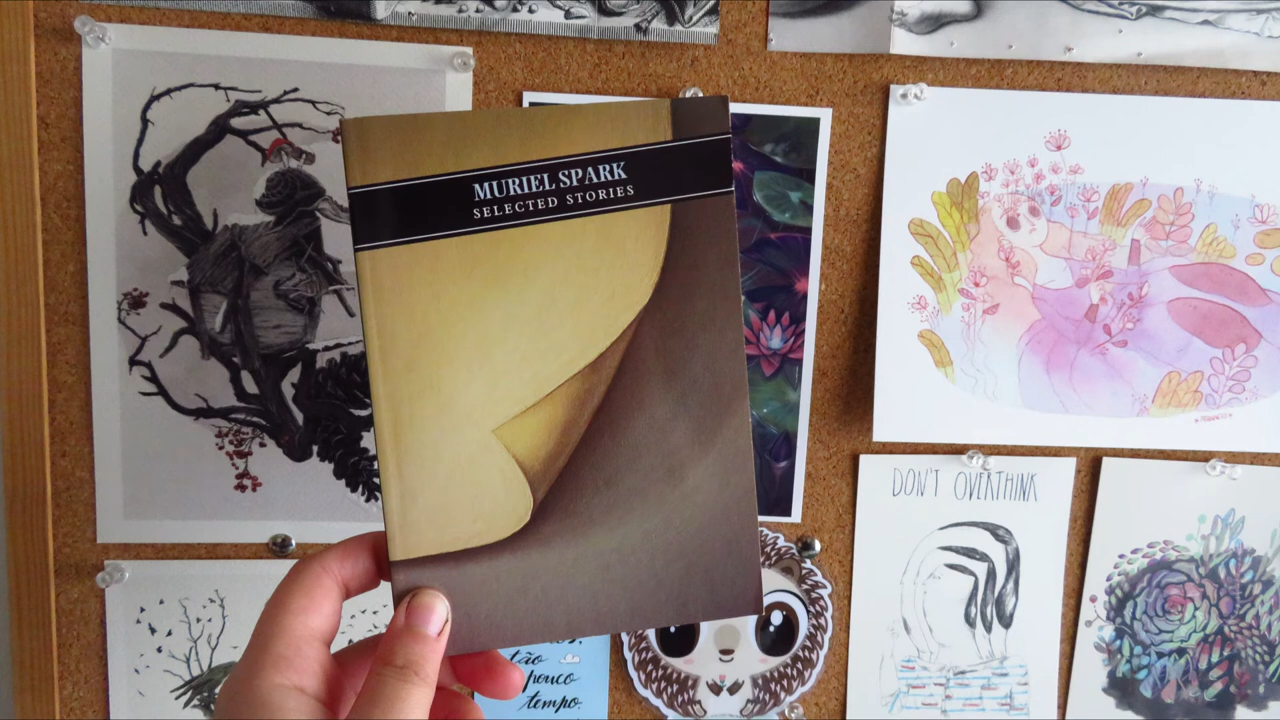 MURIEL SPARK
SELECTED STORIES
DON'T OVERTHINK
tão
pouco
tempo.